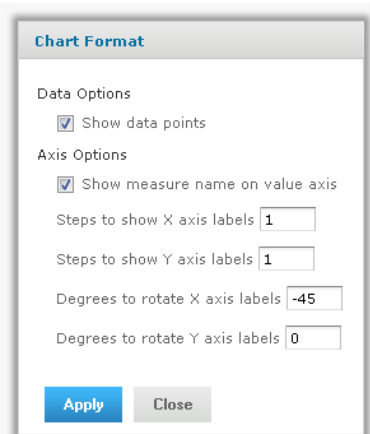 Chart Format
Data Options
Show data points
Axis Options
Show measure name on value axis
Steps to show X axis labels 1
Steps to show Y axis labels 1
Degrees to rotate X axis labels -45
Degrees to rotate Y axis labels 0
Apply Close